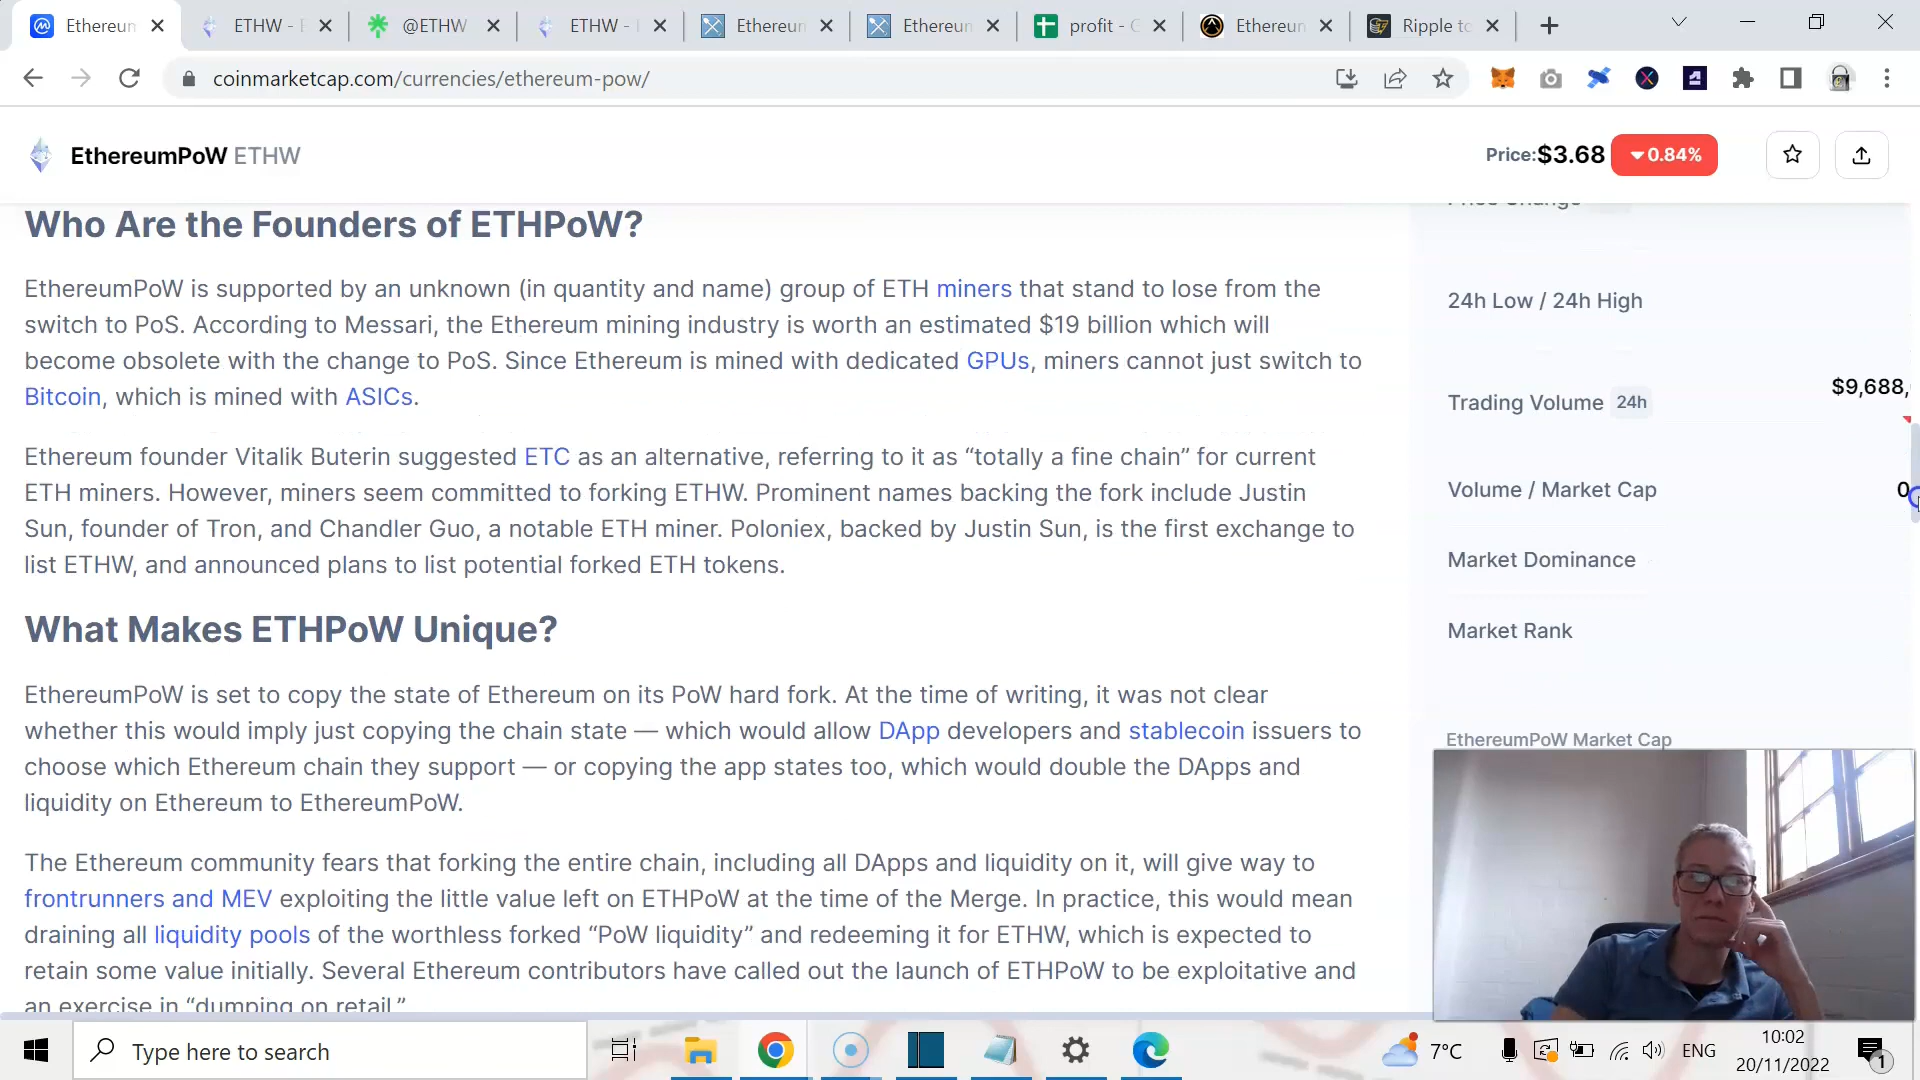 Ethereun
ETHW - E
@ETHW
ETHW - I
Ethereun
Ethereun
profit - G
Ethereun
Ripple to
coinmarketcap.com/currencies/ethereum-pow/
EthereumPoW ETHW
Price:$3.68 0.84%
Who Are the Founders of ETHPoW?
EthereumPoW is supported by an unknown (in quantity and name) group of ETH miners that stand to lose from the
switch to PoS. According to Messari, the Ethereum mining industry is worth an estimated $19 billion which will
become obsolete with the change to PoS. Since Ethereum is mined with dedicated GPUs, miners cannot just switch to
Bitcoin, which is mined with ASICs.
Ethereum founder Vitalik Buterin suggested ETC as an alternative, referring to it as “totally a fine chain” for current
ETH miners. However, miners seem committed to forking ETHW. Prominent names backing the fork include Justin
Sun, founder of Tron, and Chandler Guo, a notable ETH miner. Poloniex, backed by Justin Sun, is the first exchange to
list ETHW, and announced plans to list potential forked ETH tokens.
What Makes ETHPoW Unique?
EthereumPoW is set to copy the state of Ethereum on its PoW hard fork. At the time of writing, it was not clear
whether this would imply just copying the chain state — which would allow DApp developers and stablecoin issuers to
choose which Ethereum chain they support — or copying the app states too, which would double the DApps and
liquidity on Ethereum to EthereumPoW.
The Ethereum community fears that forking the entire chain, including all DApps and liquidity on it, will give way to
frontrunners and MEV exploiting the little value left on ETHPoW at the time of the Merge. In practice, this would mean
draining all liquidity pools of the worthless forked “PoW liquidity” and redeeming it for ETHW, which is expected to
retain some value initially. Several Ethereum contributors have called out the launch of ETHPoW to be exploitative and
an exercise in “dumping on retail.”
Price Change
24h Low / 24h High
Trading Volume 24h
$9,688,
Volume / Market Cap
0
Market Dominance
Market Rank
EthereumPoW Market Cap
Type here to search
7°C
ENG
10:02
20/11/2022
1